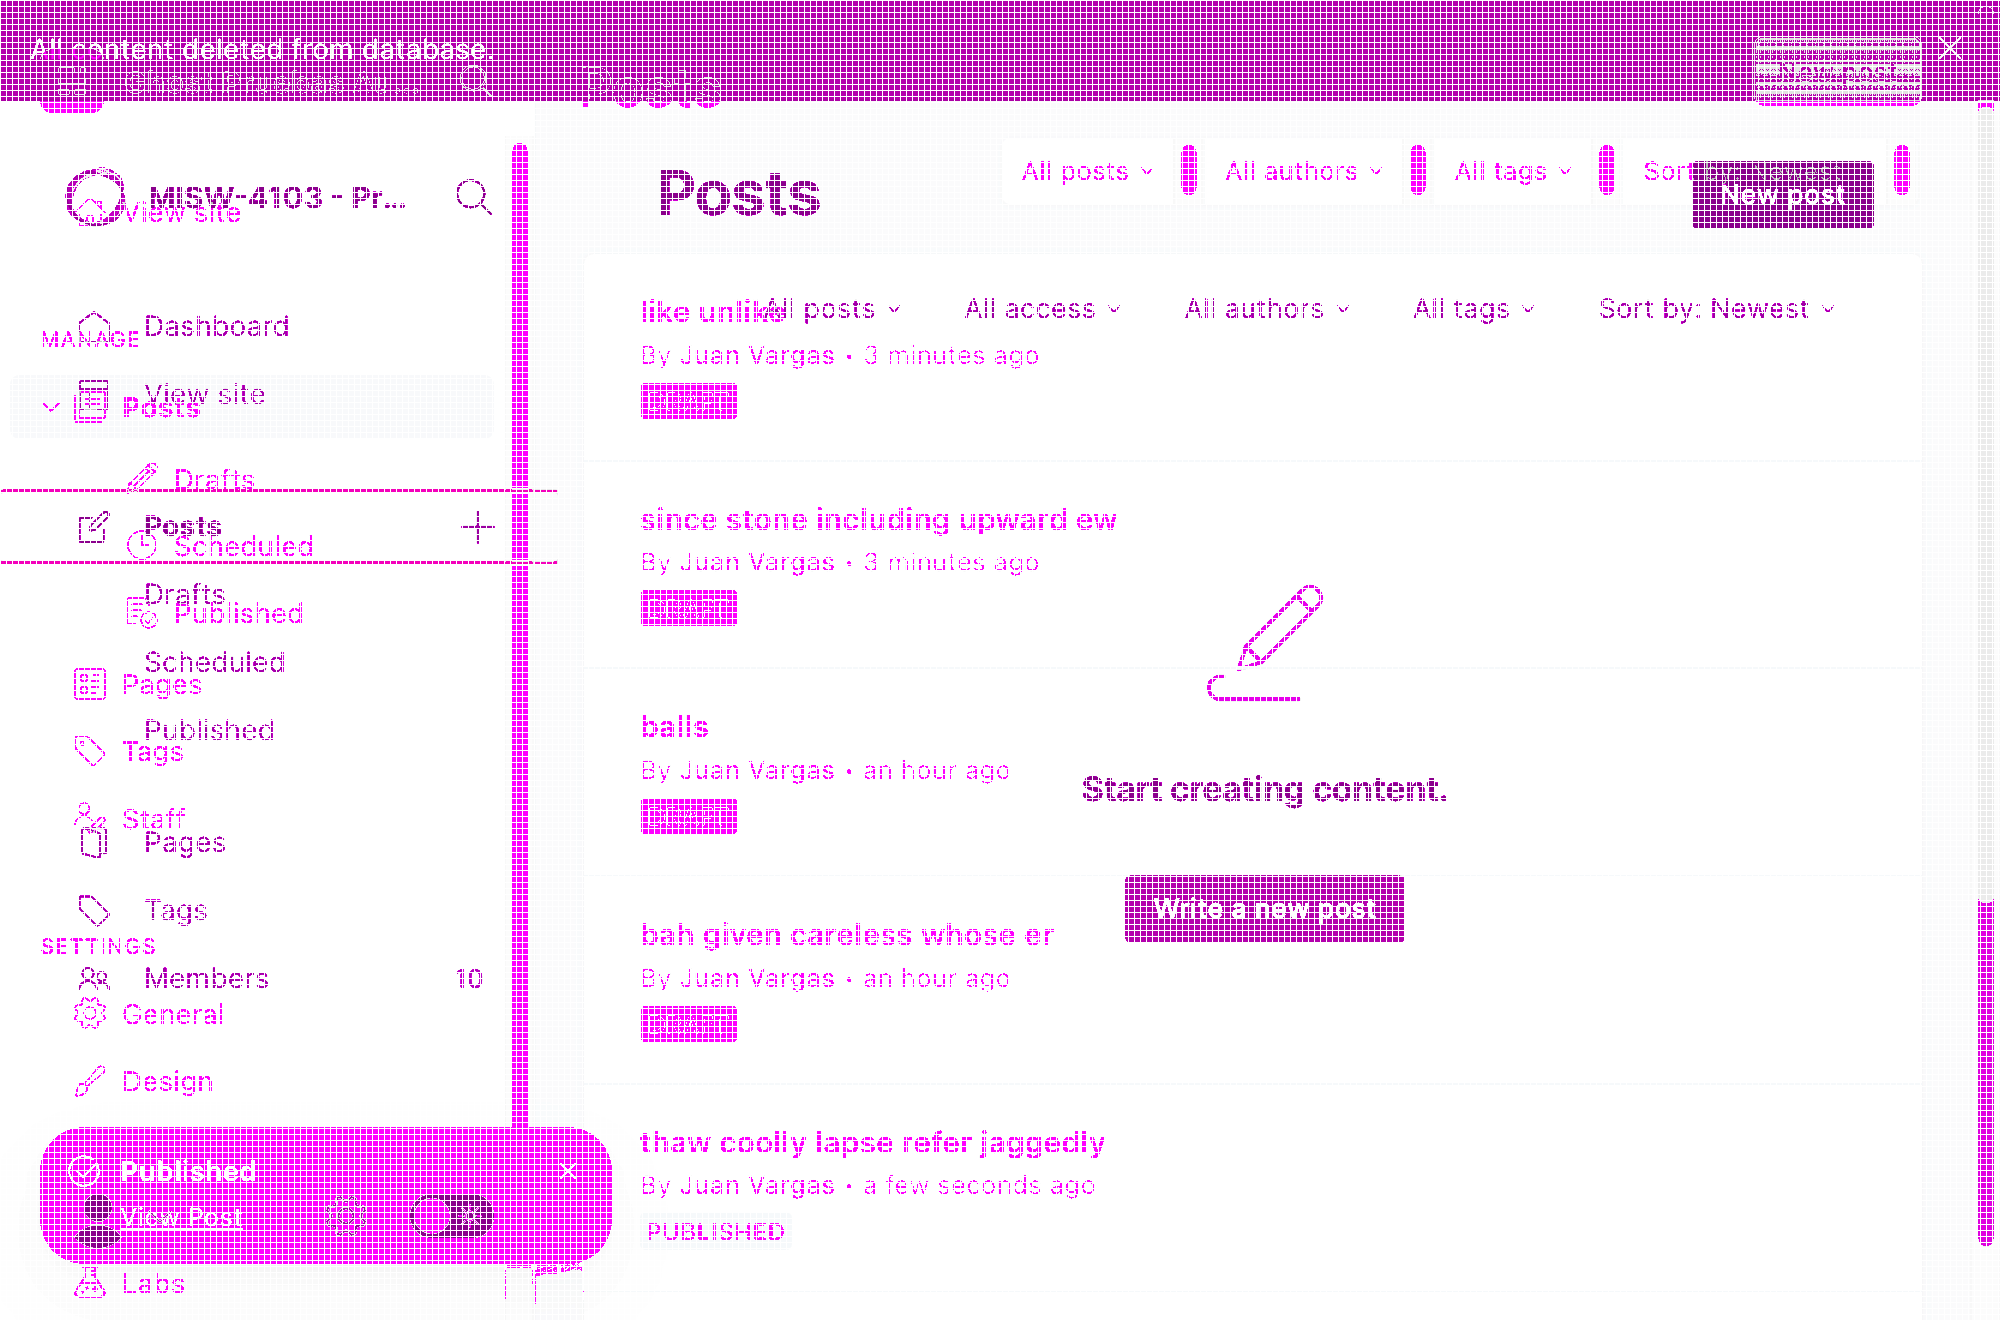 All content deleted from database.
Ghost Pruebas Au ...
Posts
New post
MISW-4103 - Pr...
View site
Posts
All posts
All authors
All tags
Sort by: Newest
New post
Dashboard
MANAGE
like unlike
All posts
All access
All authors
All tags
Sort by: Newest
By Juan Vargas • 3 minutes ago
View site
Posts
Drafts
Posts
Scheduled
since stone including upward ew
By Juan Vargas • 3 minutes ago
Drafts
Published
Scheduled
Pages
Published
Tags
balls
By Juan Vargas • an hour ago
Start creating content.
Staff
Pages
Tags
Write a new post
SETTINGS
bah given careless whose er
Members 10
By Juan Vargas • an hour ago
General
Design
thaw coolly lapse refer jaggedly
Published
By Juan Vargas • a few seconds ago
View Post
PUBLISHED
Labs